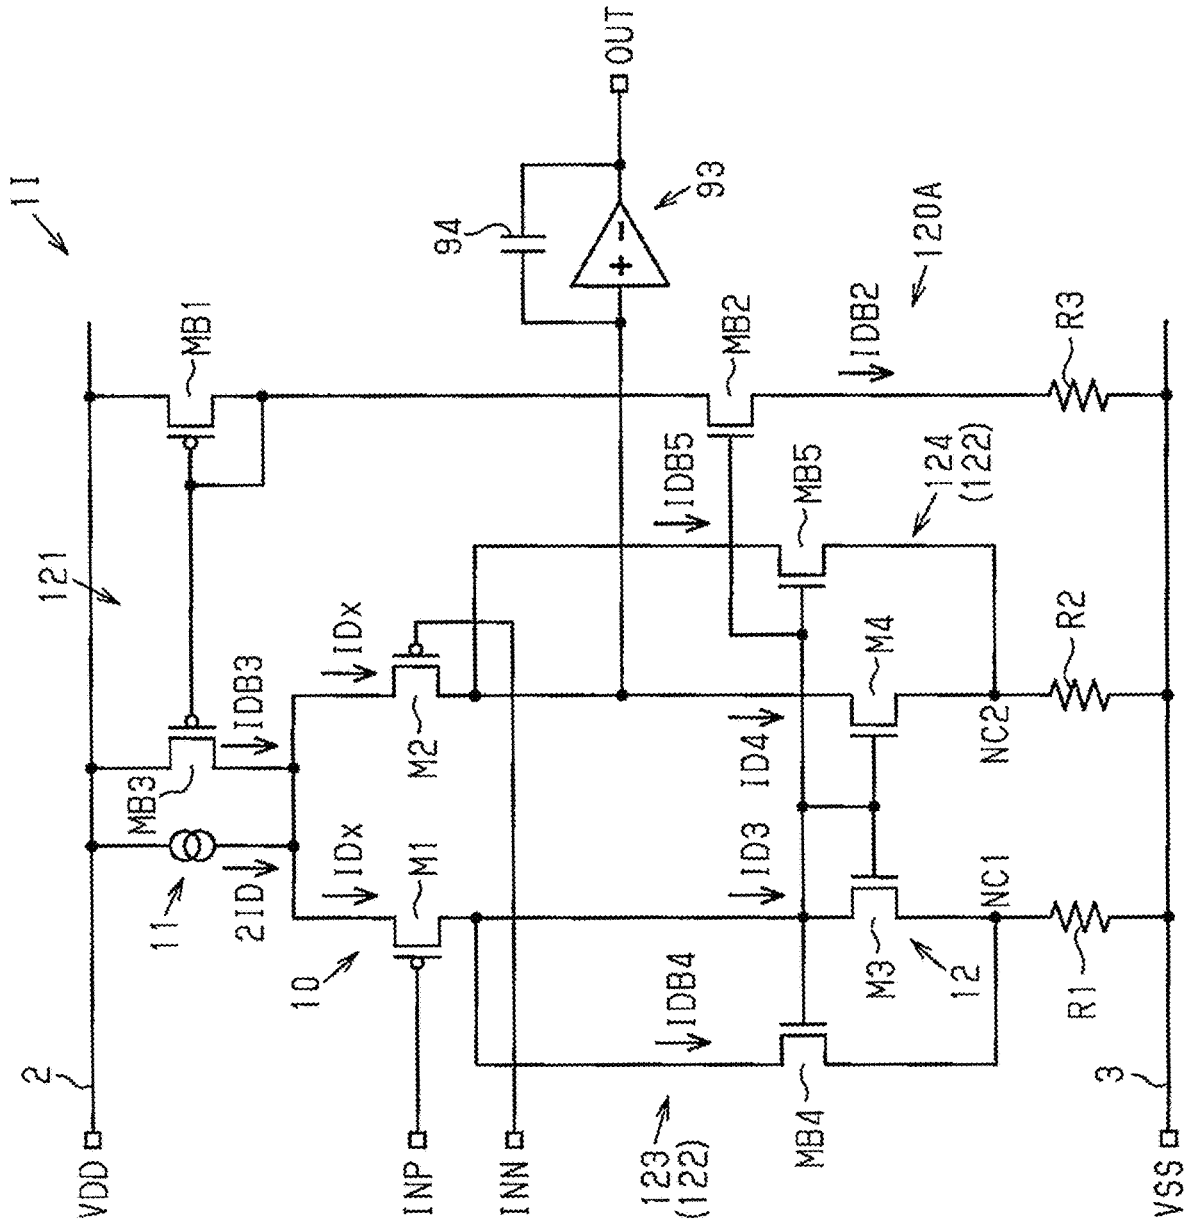 1I
VDD
2
121
MB1
MB3
IDB3
11
2ID
IDx
IDx
10
M1
M2
INP
INN
94
93
+ −
OUT
IDB4
IDB5
MB2
ID3
ID4
MB4
MB5
M3
M4
12
123
(122)
124
(122)
IDB2
120A
NC1
NC2
R1
R2
R3
3
VSS